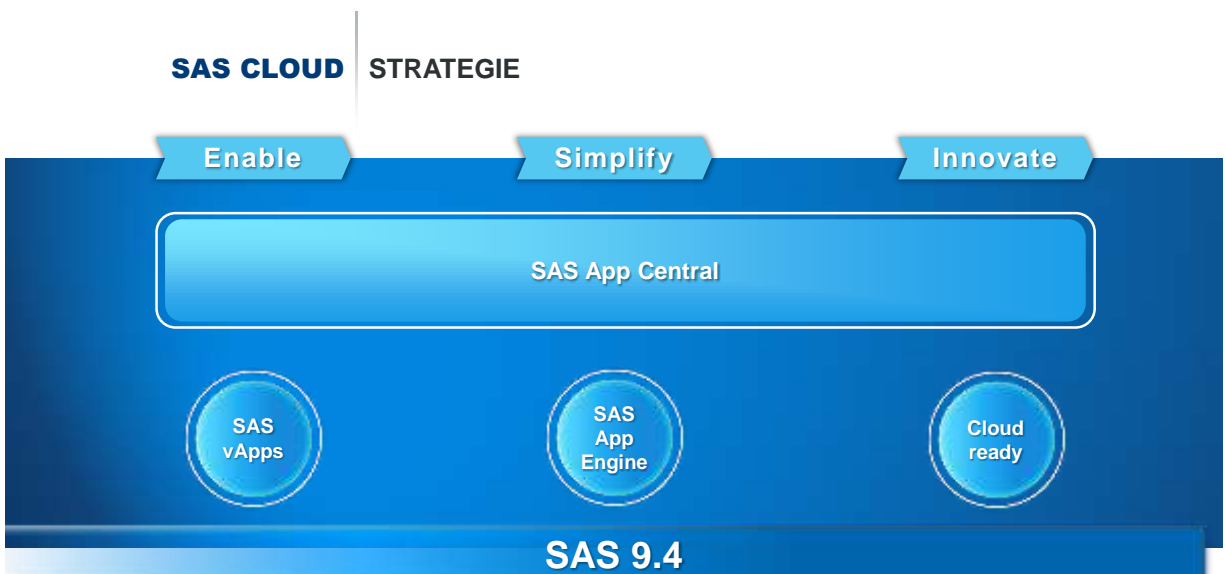 SAS CLOUD STRATEGIE
Enable Simplify Innovate
SAS App Central
SAS
vApps
SAS
App
Engine
Cloud
ready
SAS 9.4